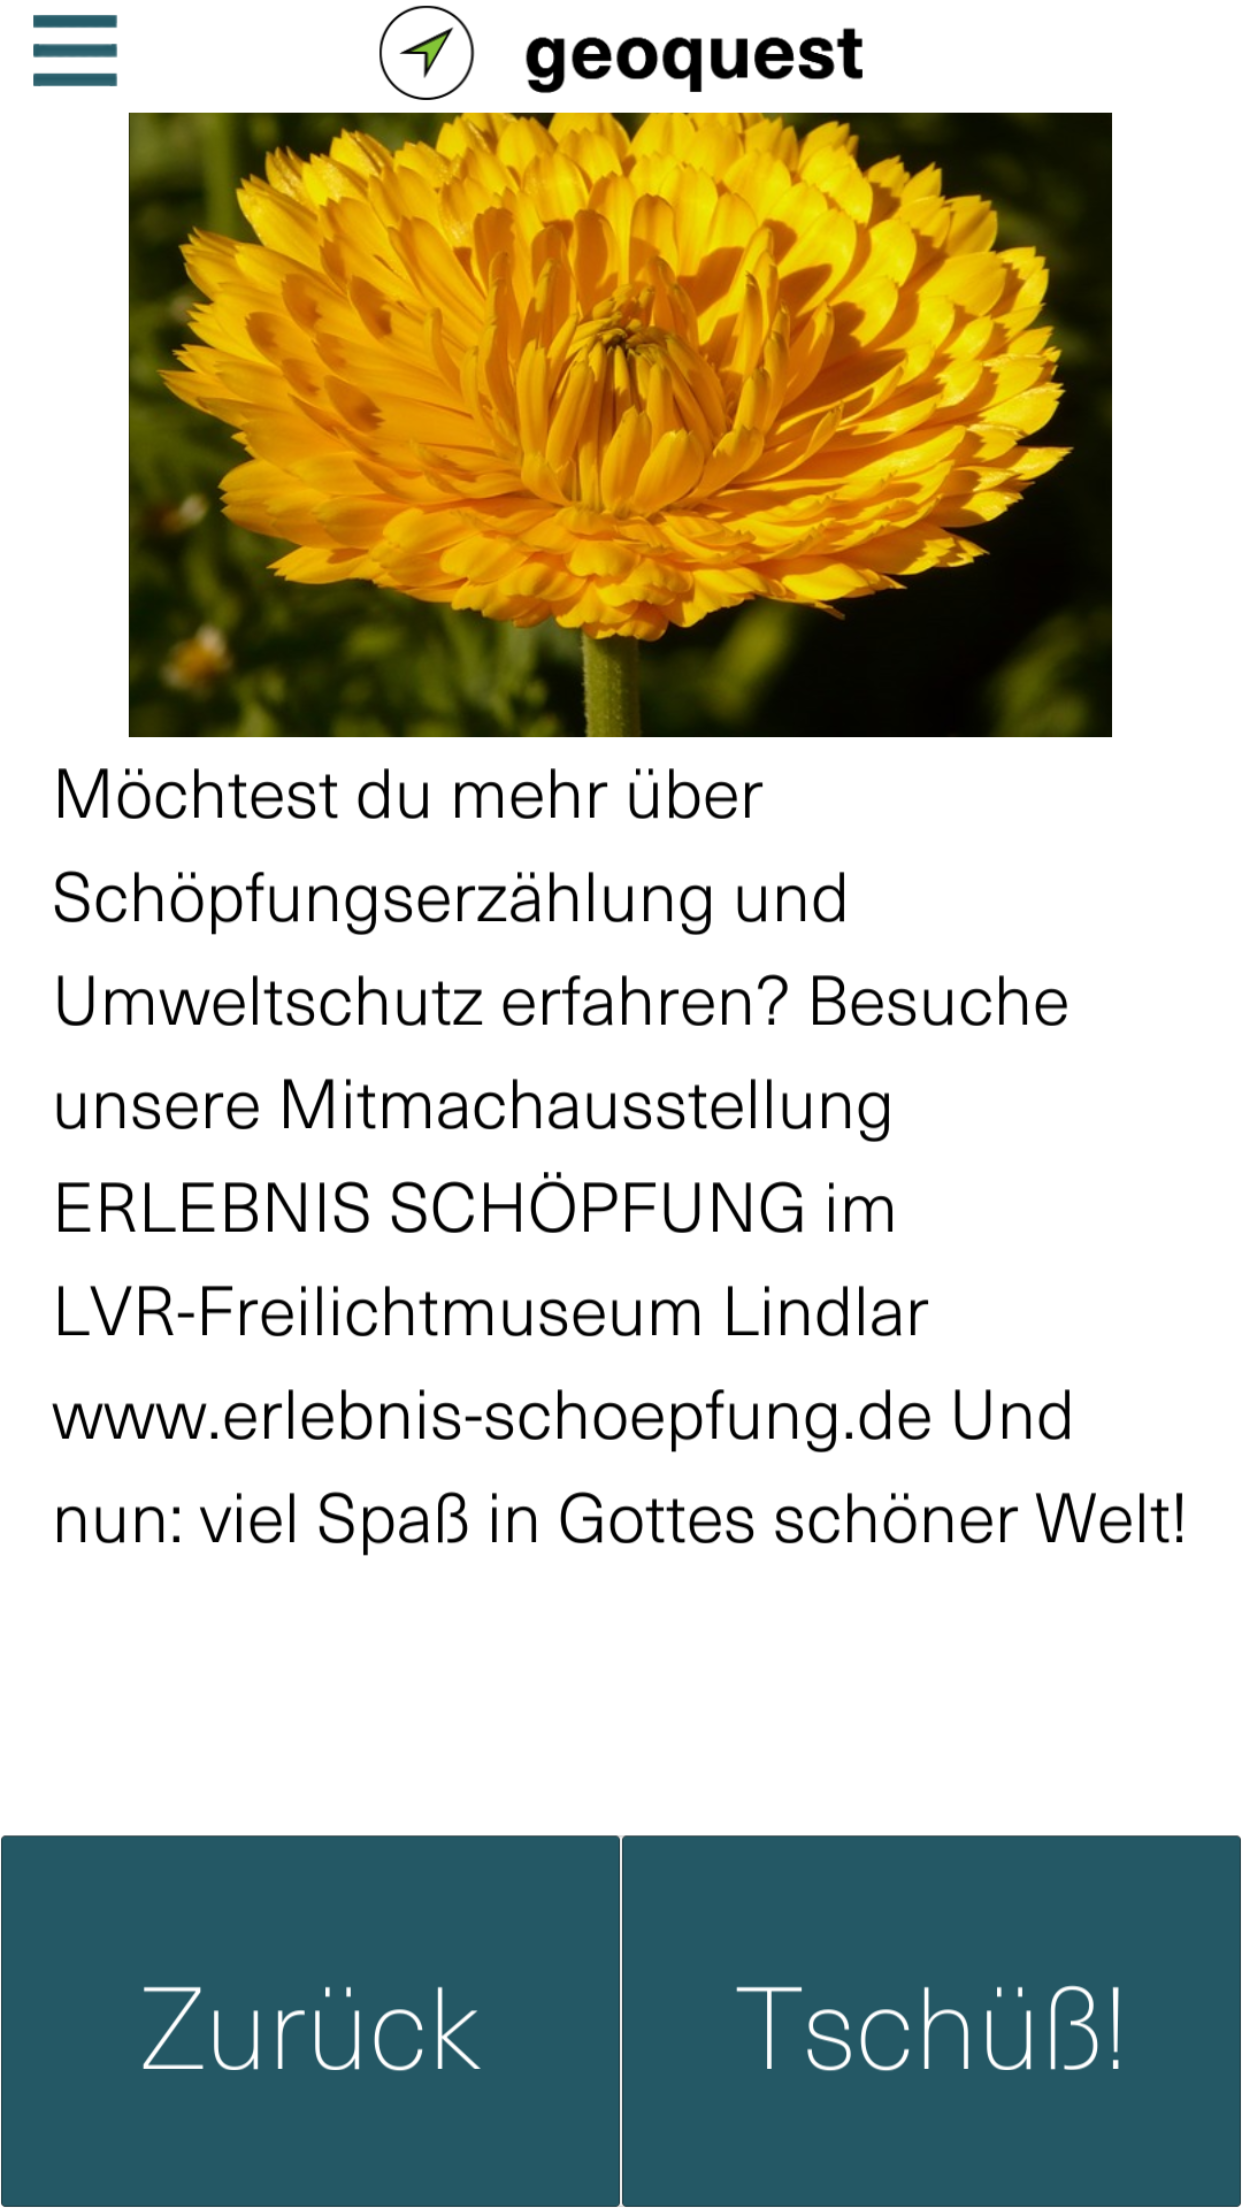 geoquest
Möchtest du mehr über
Schöpfungserzählung und
Umweltschutz erfahren? Besuche
unsere Mitmachausstellung
ERLEBNIS SCHÖPFUNG im
LVR-Freilichtmuseum Lindlar
www.erlebnis-schoepfung.de Und
nun: viel Spaß in Gottes schöner Welt!
Zurück
Tschüß!